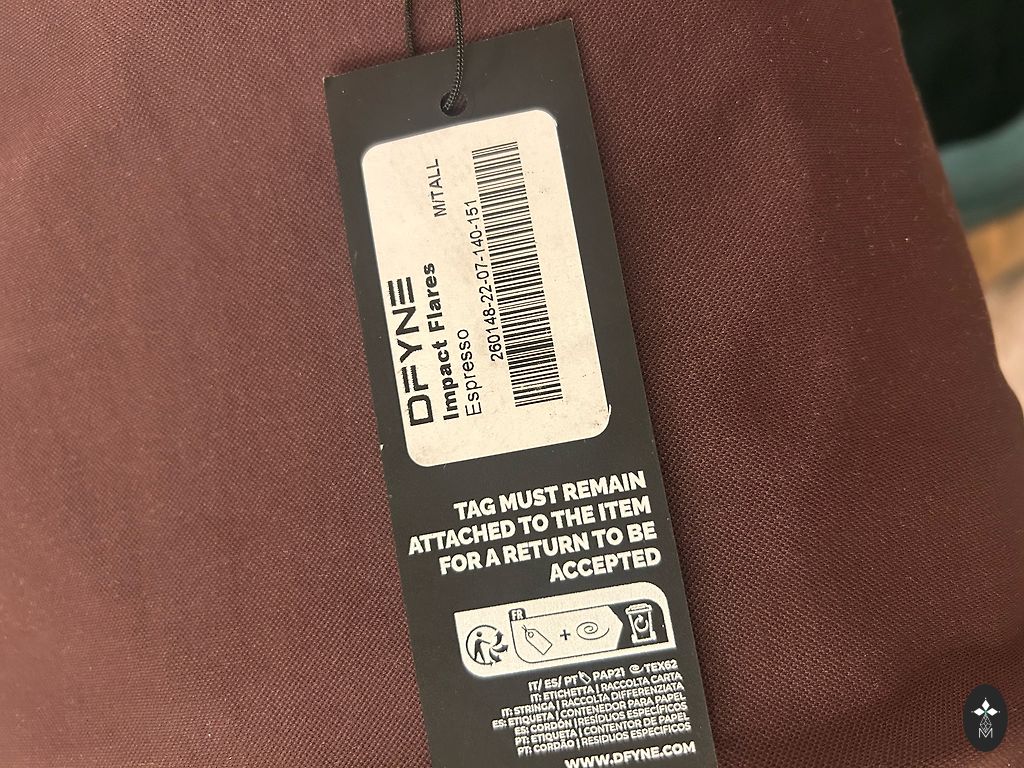 DFYNE
Impact Flares
Espresso M/TALL
260148-22-07-140-151
TAG MUST REMAIN
ATTACHED TO THE ITEM
FOR A RETURN TO BE
ACCEPTED
FR
+
IT/ ES/ PT PAP21 TEX62
IT: ETICHETTA | RACCOLTA CARTA
IT: STRINGA | RACCOLTA DIFFERENZIATA
ES: ETIQUETA | CONTENEDOR PARA PAPEL
ES: CORDÓN | RESÍDUOS ESPECÍFICOS
PT: ETIQUETA | CONTENTOR DE PAPEL
PT: CORDÃO | RESIDUOS ESPECIFICOS
WWW.DFYNE.COM
M